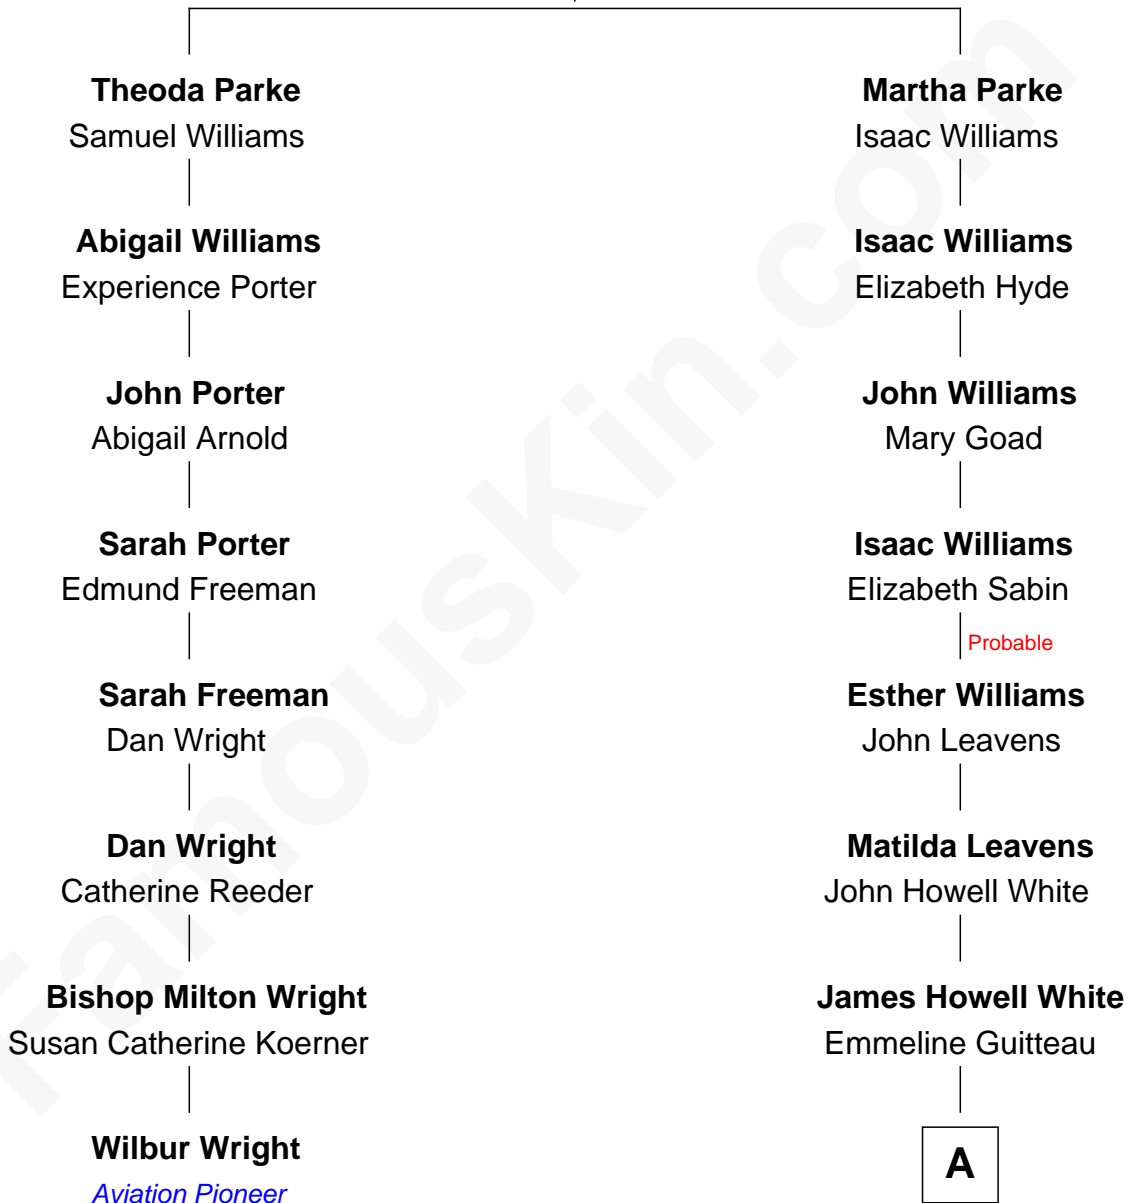 Theoda Parke
Samuel Williams
Abigail Williams
Experience Porter
John Porter
Abigail Arnold
Sarah Porter
Edmund Freeman
Sarah Freeman
Dan Wright
Dan Wright
Catherine Reeder
Bishop Milton Wright
Susan Catherine Koerner
Wilbur Wright
Aviation Pioneer
Martha Parke
Isaac Williams
Isaac Williams
Elizabeth Hyde
John Williams
Mary Goad
Isaac Williams
Elizabeth Sabin
Probable
Esther Williams
John Leavens
Matilda Leavens
John Howell White
James Howell White
Emmeline Guitteau
A
FamousKin.com